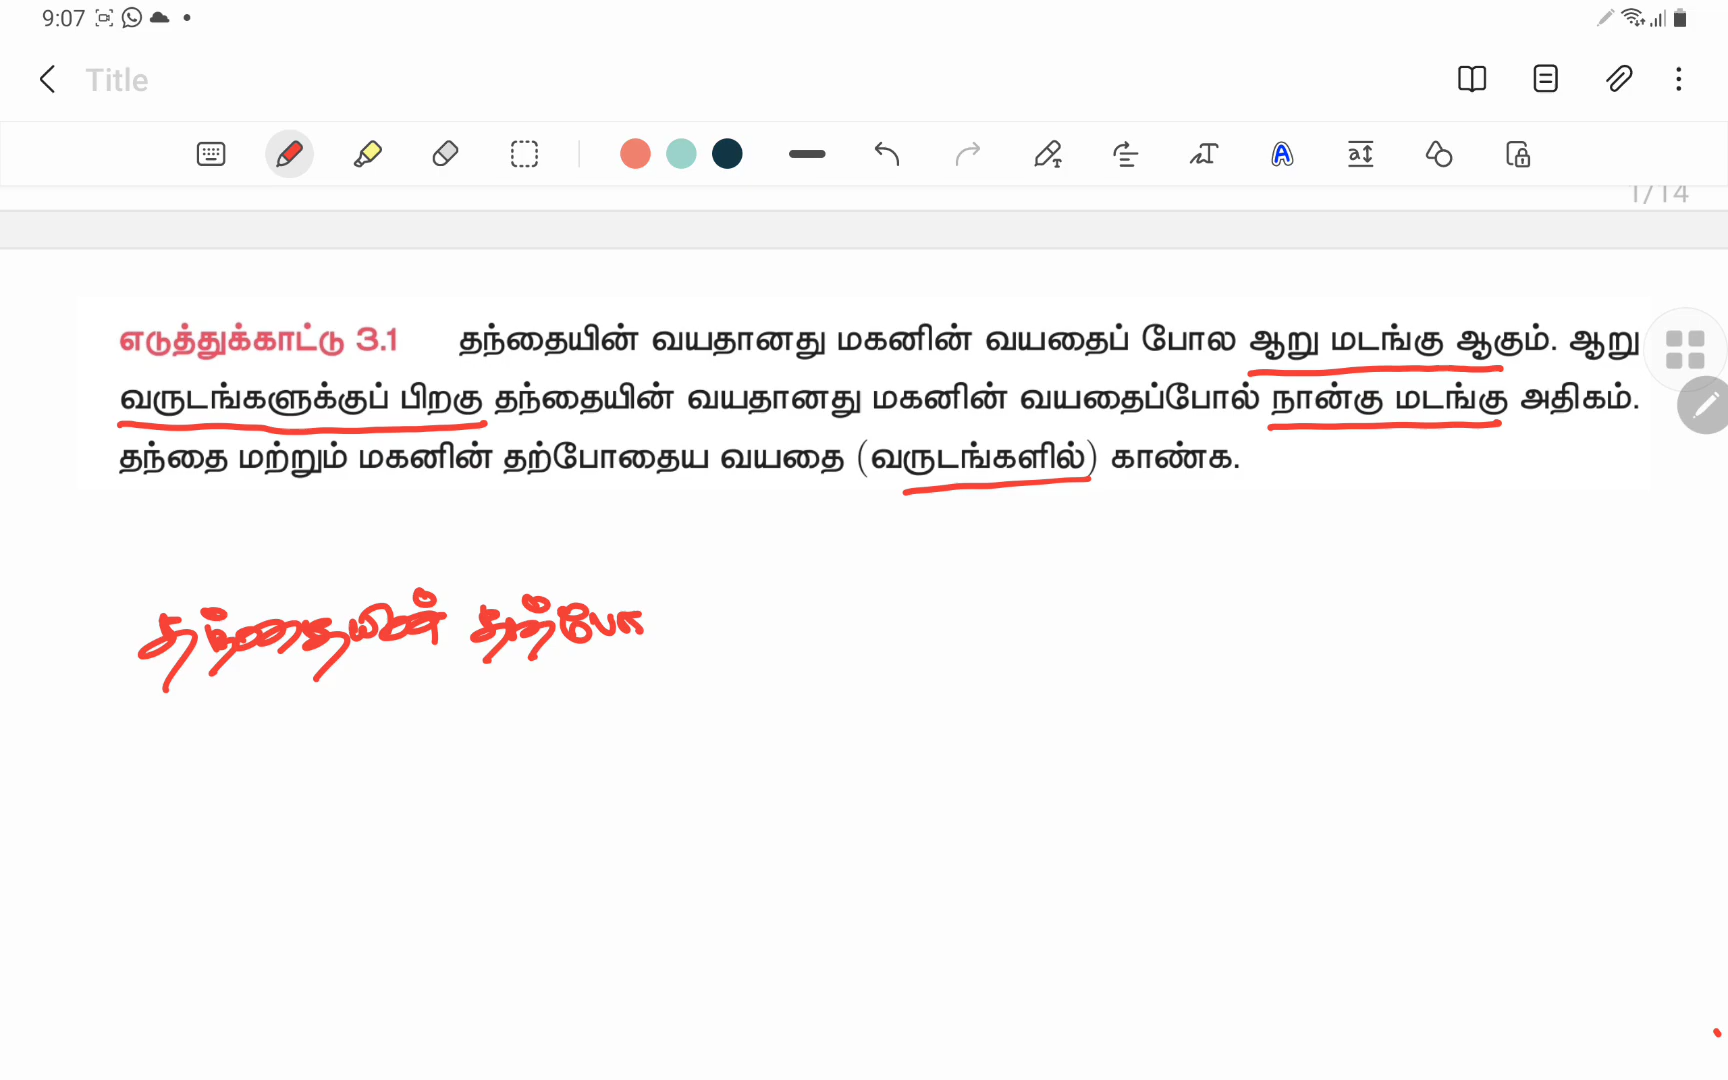 9:07
Title
1/14
எடுத்துக்காட்டு 3.1 தந்தையின் வயதானது மகனின் வயதைப் போல ஆறு மடங்கு ஆகும். ஆறு
வருடங்களுக்குப் பிறகு தந்தையின் வயதானது மகனின் வயதைப்போல் நான்கு மடங்கு அதிகம்.
தந்தை மற்றும் மகனின் தற்போதைய வயதை (வருடங்களில்) காண்க.
தந்தையின் தற்போ